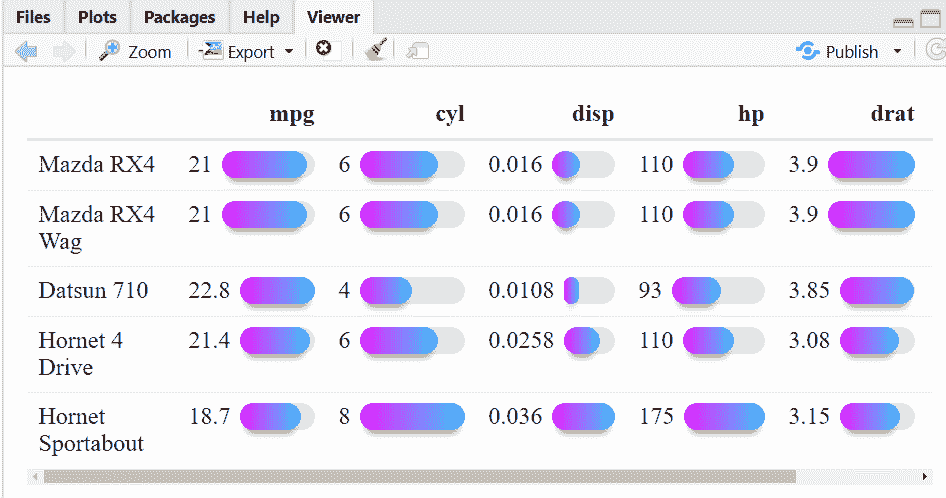 Files Plots Packages Help Viewer
Zoom Export Publish
mpg cyl disp hp drat
Mazda RX4 21 6 0.016 110 3.9
Mazda RX4 21 6 0.016 110 3.9
Wag
Datsun 710 22.8 4 0.0108 93 3.85
Hornet 4 21.4 6 0.0258 110 3.08
Drive
Hornet 18.7 8 0.036 175 3.15
Sportabout